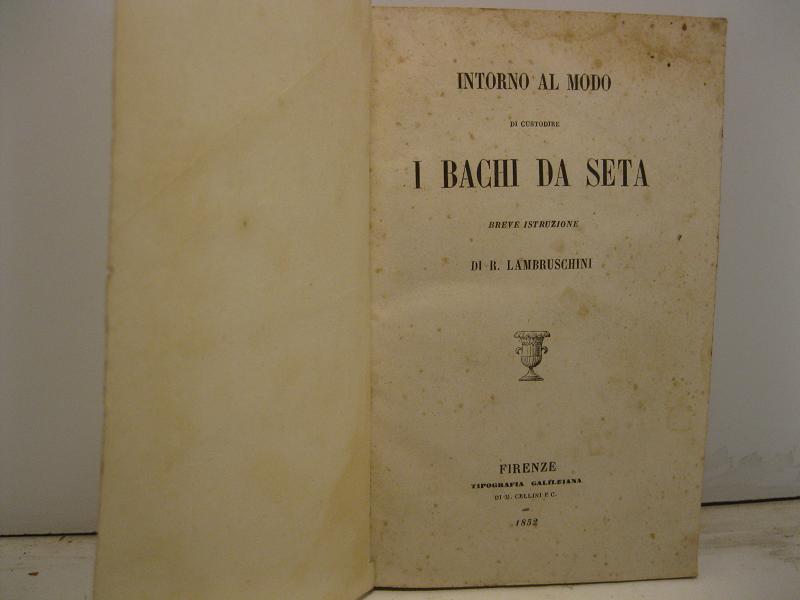 INTORNO AL MODO
DI CUSTODIRE
I BACHI DA SETA
BREVE ISTRUZIONE
DI R. LAMBRUSCHINI
FIRENZE
TIPOGRAFIA GALILEIANA
DI M. CELLINI E C.
1852